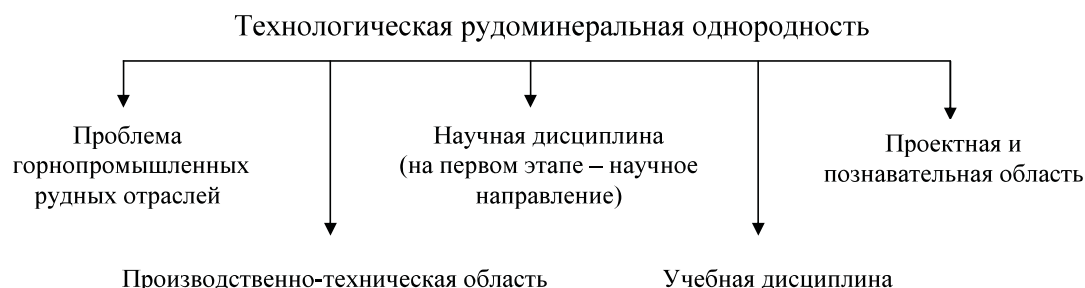 Технологическая рудоминеральная однородность
Проблема
горнопромышленных
рудных отраслей
Научная дисциплина
(на первом этапе – научное
направление)
Проектная и
познавательная область
Производственно-техническая область
Учебная дисциплина